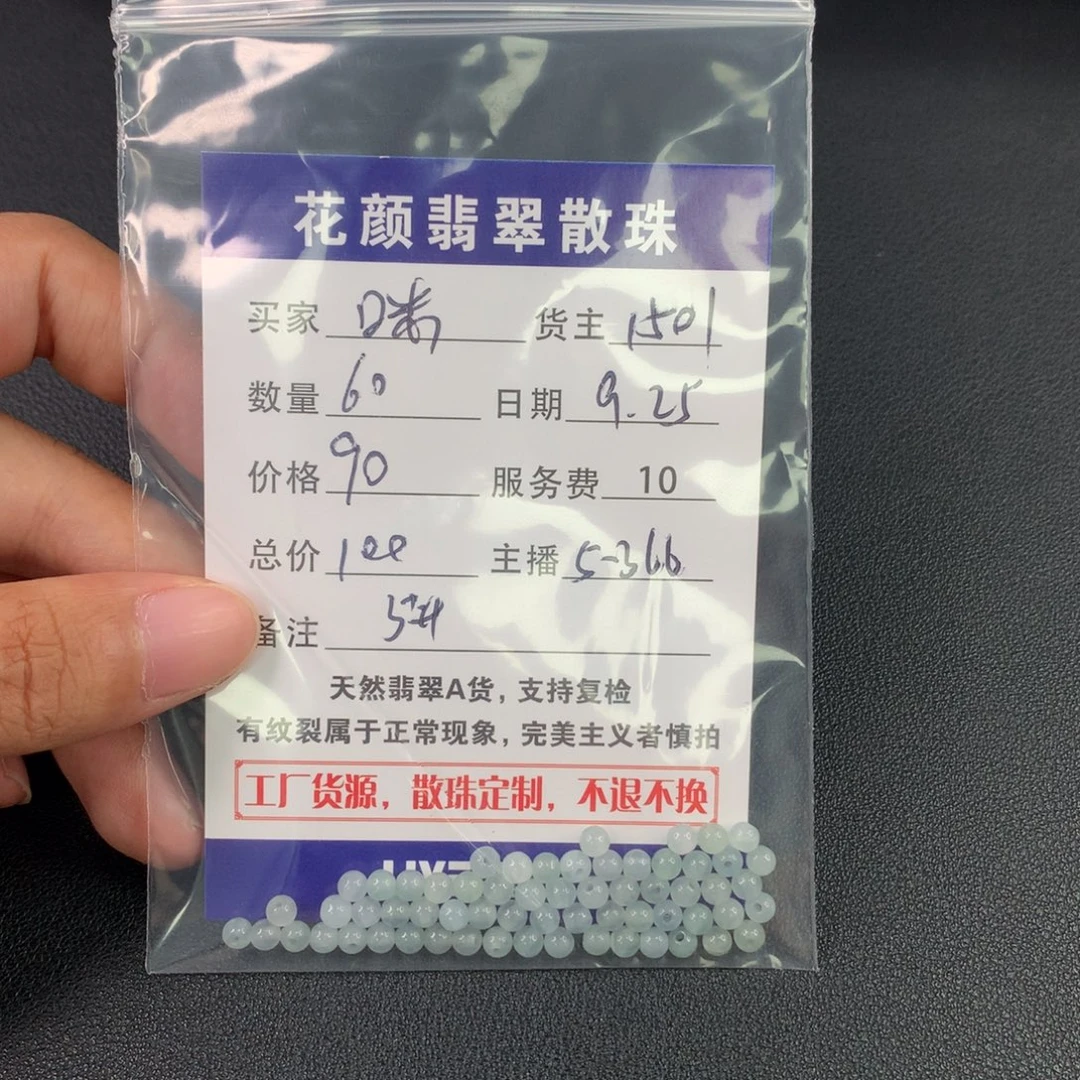 花颜翡翠散珠
买家 口米 货主 1501
数量 60 日期 9.25
价格 90 服务费 10
总价 100 主播 5-366
备注
天然翡翠A货，支持复检
有纹裂属于正常现象，完美主义者慎拍
工厂货源，散珠定制，不退不换